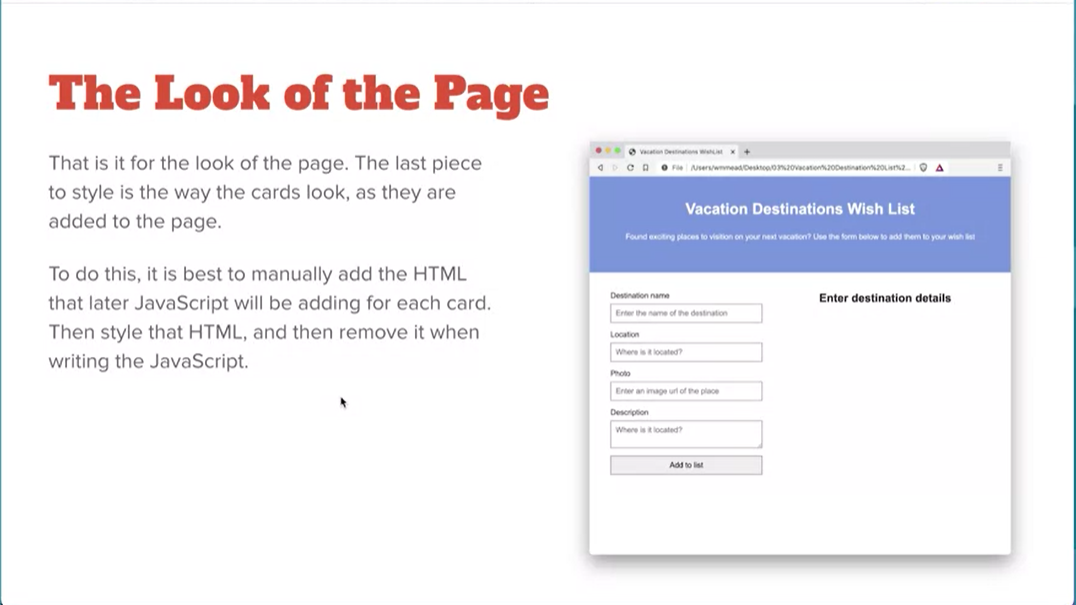 The Look of the Page
That is it for the look of the page. The last piece
to style is the way the cards look, as they are
added to the page.
To do this, it is best to manually add the HTML
that later JavaScript will be adding for each card.
Then style that HTML, and then remove it when
writing the JavaScript.
Vacation Destinations WishList
File /Users/wmmead/Desktop/03%20Vacation%20Destination%20List%2...
Vacation Destinations Wish List
Found exciting places to visition on your next vacation? Use the form below to add them to your wish list
Destination name
Enter the name of the destination
Location
Where is it located?
Photo
Enter an image url of the place
Description
Where is it located?
Add to list
Enter destination details